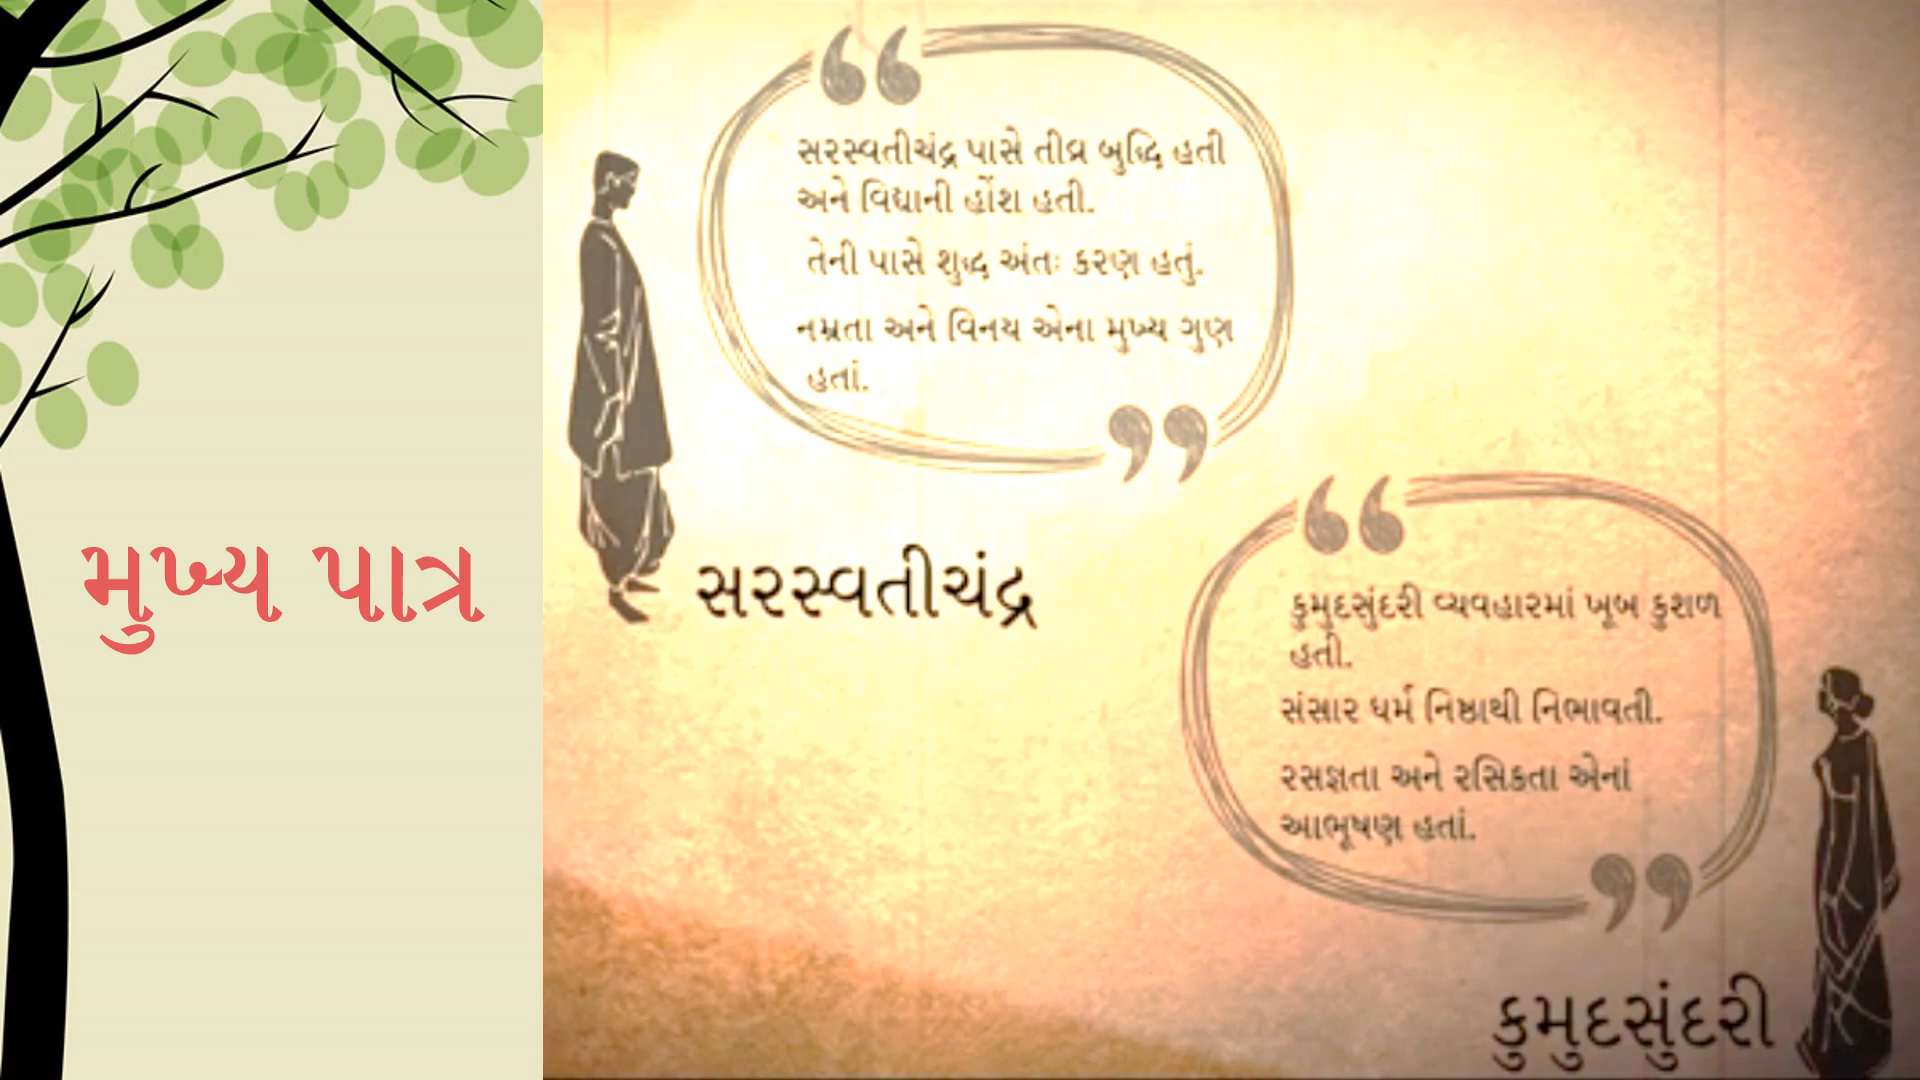 મુખ્ય પાત્ર
સરસ્વતીચંદ્ર પાસે તીવ્ર બુદ્ધિ હતી
અને વિદ્યાની હોંશ હતી.
તેની પાસે શુદ્ધ અંતઃ કરણ હતું.
નમ્રતા અને વિનય એના મુખ્ય ગુણ
હતાં.
સરસ્વતીચંદ્ર
કુમુદસુંદરી વ્યવહારમાં ખૂબ કુશળ
હતી.
સંસાર ધર્મ નિષ્ઠાથી નિભાવતી.
રસજ્ઞતા અને રસિકતા એનાં
આભૂષણ હતાં.
કુમુદસુંદરી